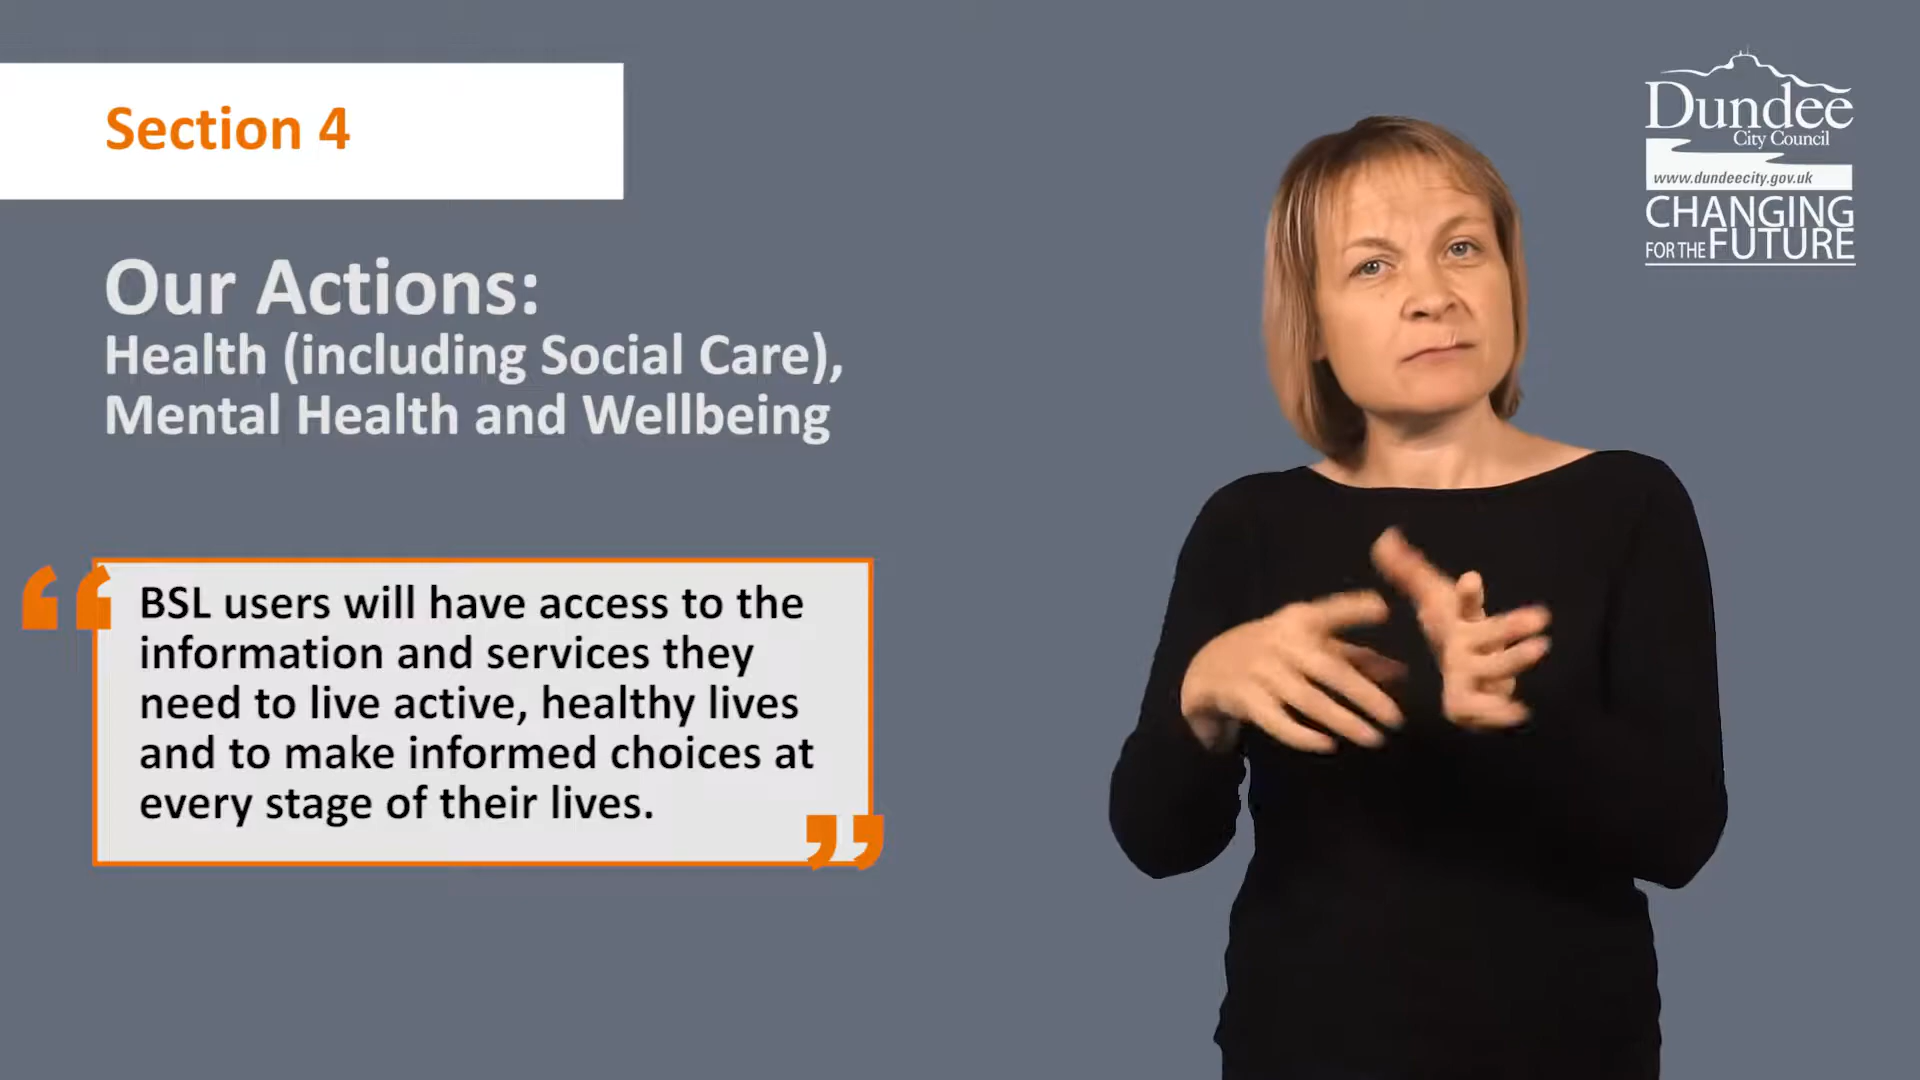 Section 4
Our Actions:
Health (including Social Care),
Mental Health and Wellbeing
“BSL users will have access to the
information and services they
need to live active, healthy lives
and to make informed choices at
every stage of their lives.”
Dundee
City Council
www.dundeecity.gov.uk
CHANGING
FOR THE FUTURE